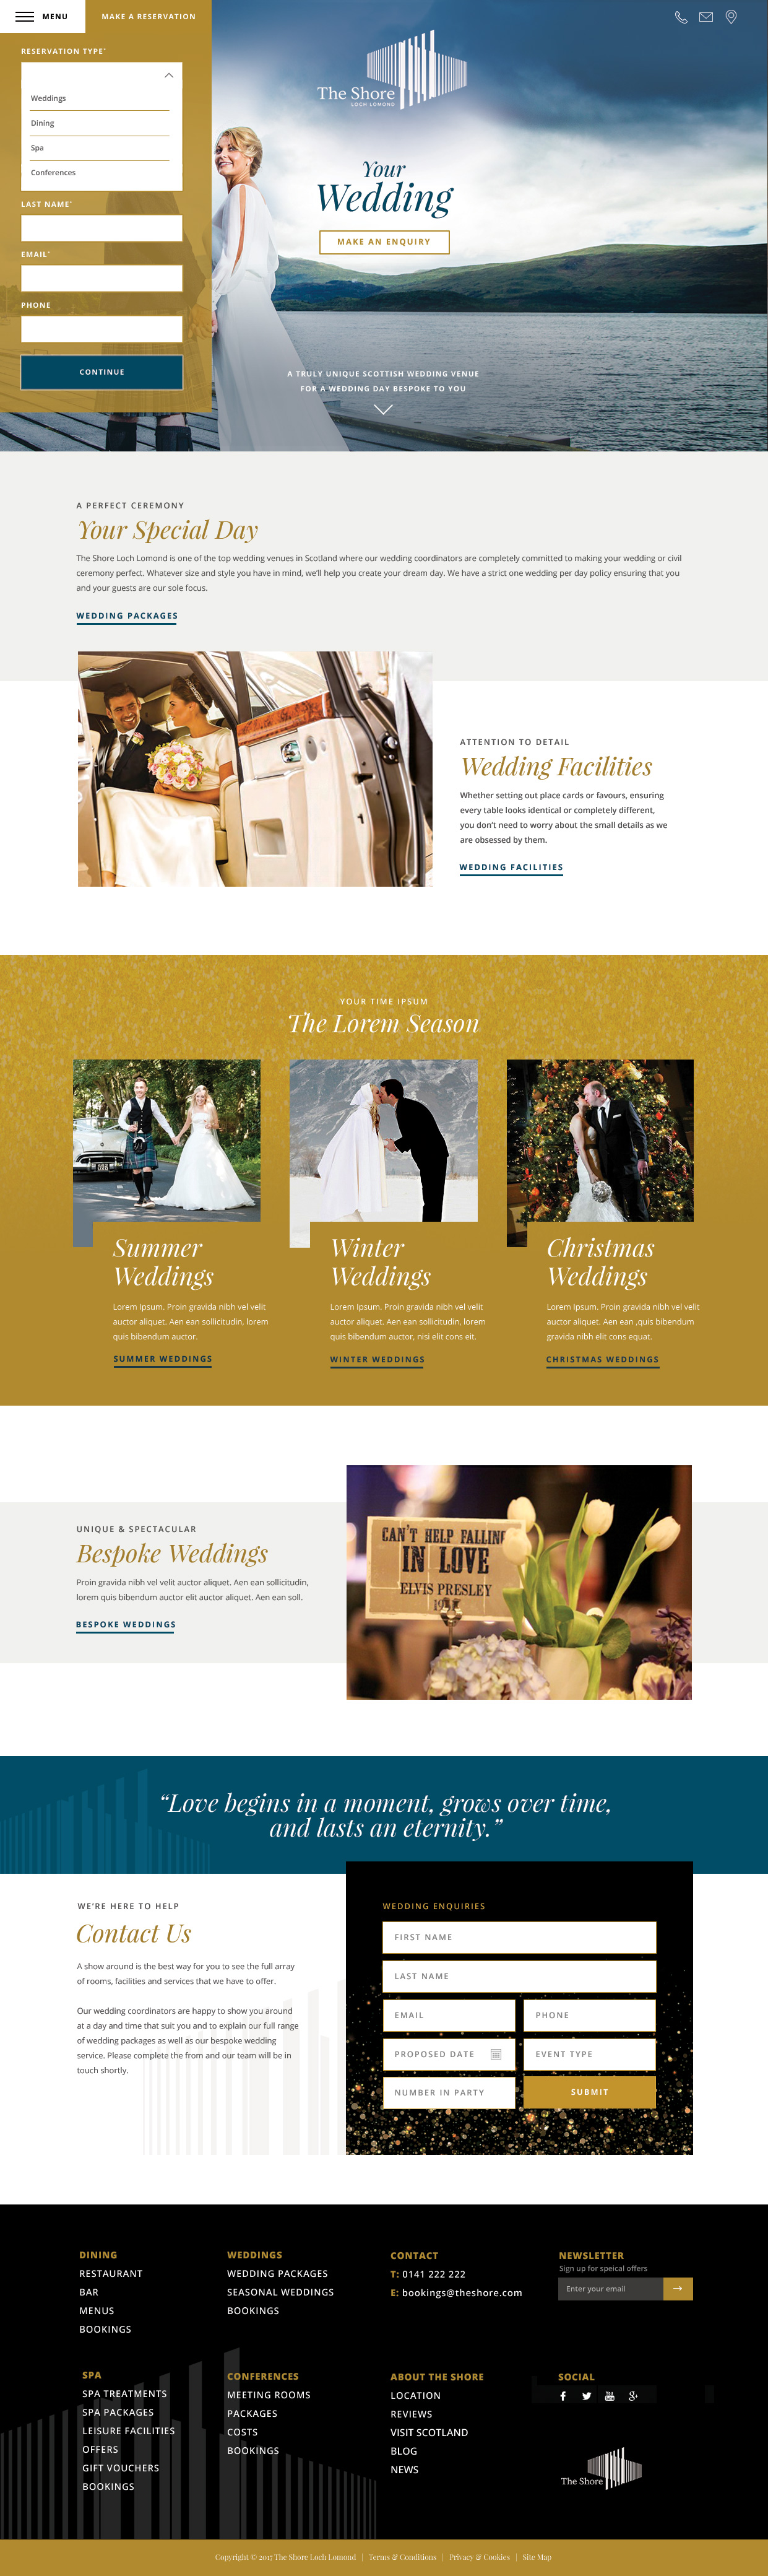 MENU
MAKE A RESERVATION
RESERVATION TYPE*
Weddings
Dining
Spa
Conferences
LAST NAME*
EMAIL*
PHONE
CONTINUE
The Shore
LOCH LOMOND
Your
Wedding
MAKE AN ENQUIRY
A TRULY UNIQUE SCOTTISH WEDDING VENUE
FOR A WEDDING DAY BESPOKE TO YOU
A PERFECT CEREMONY
Your Special Day
The Shore Loch Lomond is one of the top wedding venues in Scotland where our wedding coordinators are completely committed to making your wedding or civil
ceremony perfect. Whatever size and style you have in mind, we'll help you create your dream day. We have a strict one wedding per day policy ensuring that you
and your guests are our sole focus.
WEDDING PACKAGES
ATTENTION TO DETAIL
Wedding Facilities
Whether setting out place cards or favours, ensuring
every table looks identical or completely different,
you don't need to worry about the small details as we
are obsessed by them.
WEDDING FACILITIES
YOUR TIME IPSUM
The Lorem Season
Summer
Weddings
Lorem Ipsum. Proin gravida nibh vel velit
auctor aliquet. Aen ean sollicitudin, lorem
quis bibendum auctor.
SUMMER WEDDINGS
Winter
Weddings
Lorem Ipsum. Proin gravida nibh vel velit
auctor aliquet. Aen ean sollicitudin, lorem
quis bibendum auctor, nisi elit cons eit.
WINTER WEDDINGS
Christmas
Weddings
Lorem Ipsum. Proin gravida nibh vel velit
auctor aliquet. Aen ean ,quis bibendum
gravida nibh elit cons equat.
CHRISTMAS WEDDINGS
UNIQUE & SPECTACULAR
Bespoke Weddings
Proin gravida nibh vel velit auctor aliquet. Aen ean sollicitudin,
lorem quis bibendum auctor elit auctor aliquet. Aen ean soll.
BESPOKE WEDDINGS
CAN'T HELP FALLING
IN LOVE
ELVIS PRESLEY
“Love begins in a moment, grows over time,
and lasts an eternity.”
WE'RE HERE TO HELP
Contact Us
A show around is the best way for you to see the full array
of rooms, facilities and services that we have to offer.
Our wedding coordinators are happy to show you around
at a day and time that suit you and to explain our full range
of wedding packages as well as our bespoke wedding
service. Please complete the from and our team will be in
touch shortly.
WEDDING ENQUIRIES
FIRST NAME
LAST NAME
EMAIL
PHONE
PROPOSED DATE
EVENT TYPE
NUMBER IN PARTY
SUBMIT
DINING
RESTAURANT
BAR
MENUS
BOOKINGS
WEDDINGS
WEDDING PACKAGES
SEASONAL WEDDINGS
BOOKINGS
CONTACT
T: 0141 222 222
E: bookings@theshore.com
NEWSLETTER
Sign up for speical offers
Enter your email
SPA
SPA TREATMENTS
SPA PACKAGES
LEISURE FACILITIES
OFFERS
GIFT VOUCHERS
BOOKINGS
CONFERENCES
MEETING ROOMS
PACKAGES
COSTS
BOOKINGS
ABOUT THE SHORE
LOCATION
REVIEWS
VISIT SCOTLAND
BLOG
NEWS
SOCIAL
The Shore
Copyright © 2017 The Shore Loch Lomond | Terms & Conditions | Privacy & Cookies | Site Map